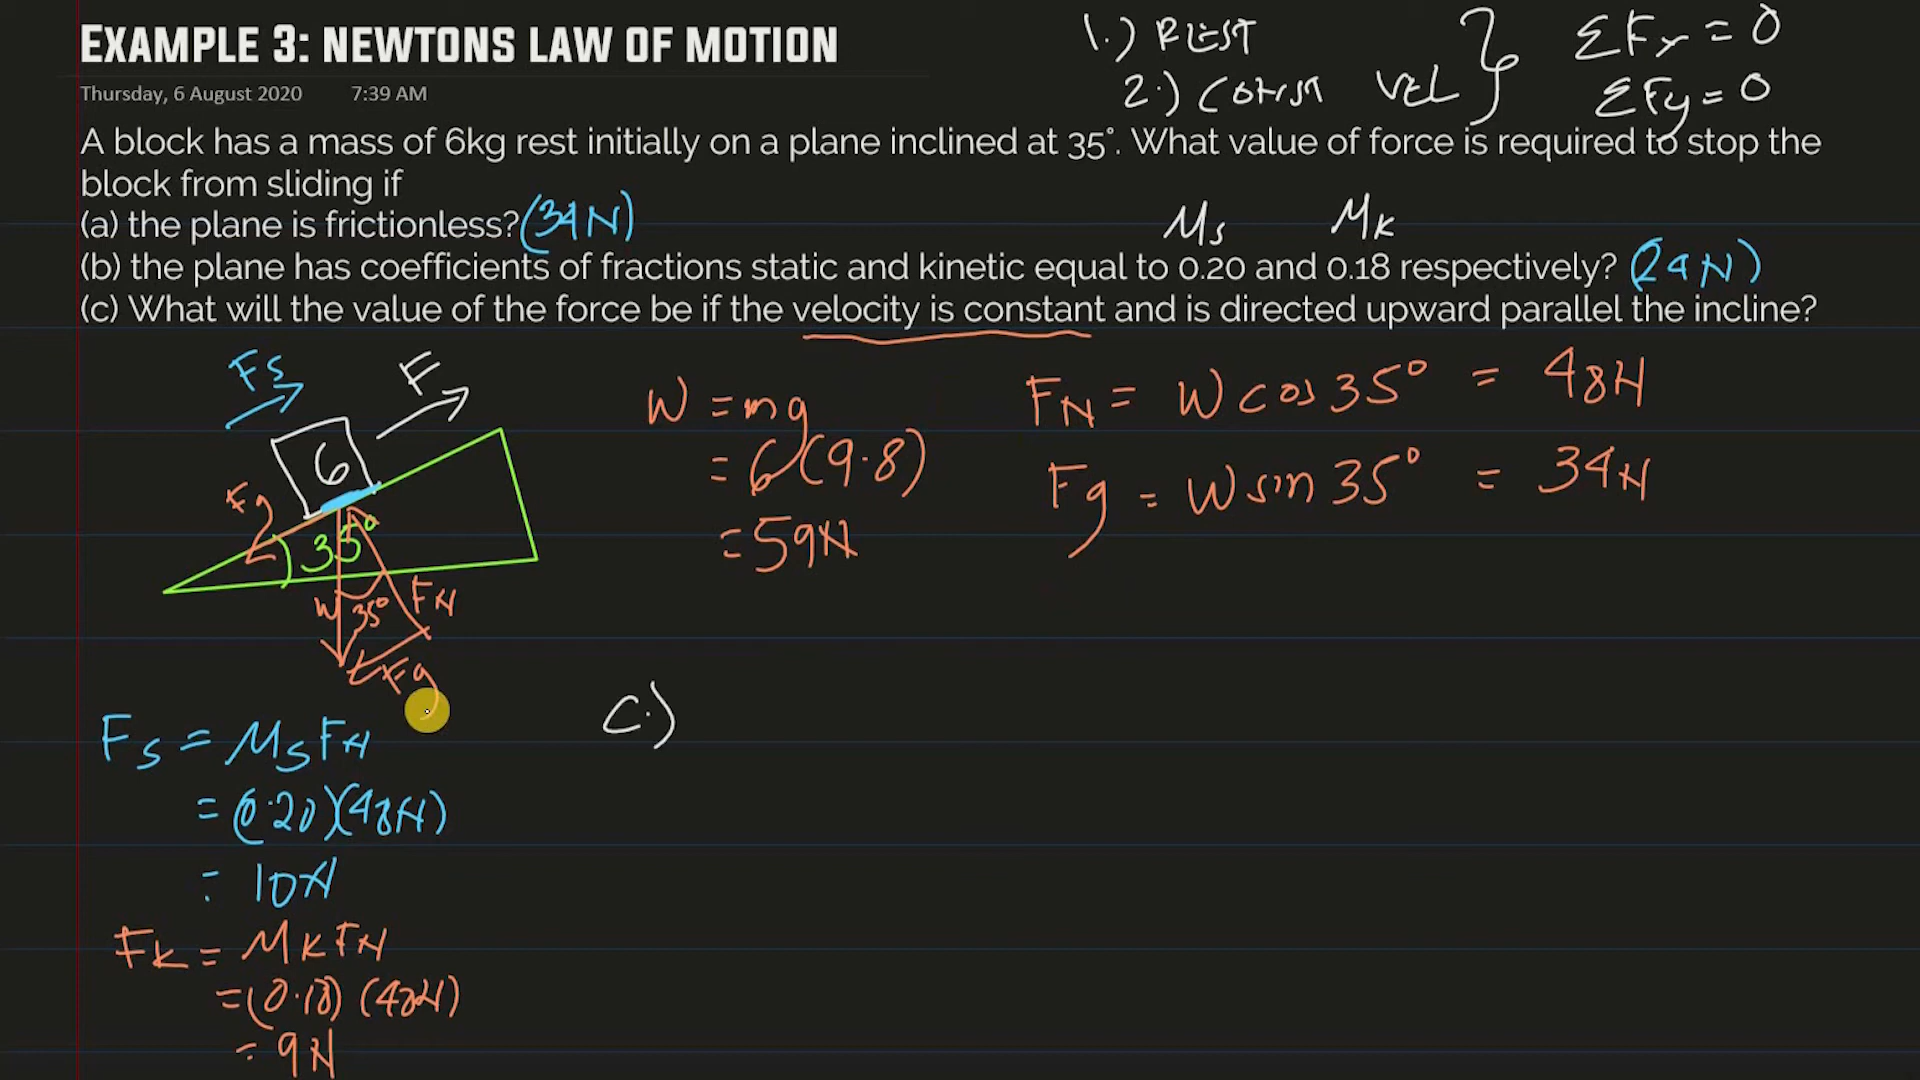 EXAMPLE 3: NEWTONS LAW OF MOTION
Thursday, 6 August 2020 7:39 AM
1.) REST
2.) CONST VEL
ΣFx = 0
ΣFy = 0
A block has a mass of 6kg rest initially on a plane inclined at 35°. What value of force is required to stop the
block from sliding if
(a) the plane is frictionless? (34N)
Ms Mk
(b) the plane has coefficients of fractions static and kinetic equal to 0.20 and 0.18 respectively? (24N)
(c) What will the value of the force be if the velocity is constant and is directed upward parallel the incline?
Fs F
6
Fg
35°
W 35° FN
Fg
W = mg
= 6(9.8)
= 59N
FN = W cos 35° = 48N
Fg = W sin 35° = 34N
Fs = Ms FN
= (0.20)(48N)
= 10N
FK = MK FN
= (0.18)(48N)
= 9N
C.)